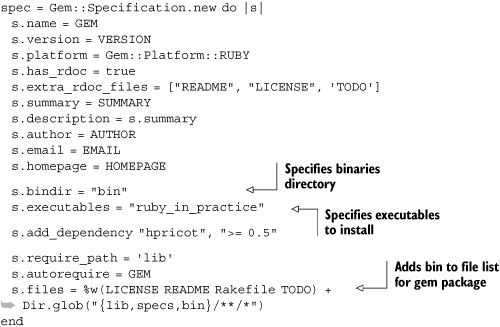 spec = Gem::Specification.new do |s|
s.name = GEM
s.version = VERSION
s.platform = Gem::Platform::RUBY
s.has_rdoc = true
s.extra_rdoc_files = ["README", "LICENSE", 'TODO']
s.summary = SUMMARY
s.description = s.summary
s.author = AUTHOR
s.email = EMAIL
s.homepage = HOMEPAGE
Specifies binaries
directory
s.bindir = "bin"
s.executables = "ruby_in_practice"
Specifies executables
to install
s.add_dependency "hpricot", ">= 0.5"
s.require_path = 'lib'
s.autorequire = GEM
Adds bin to file list
for gem package
s.files = %w(LICENSE README Rakefile TODO) +
Dir.glob("{lib,specs,bin}/**/*")
end